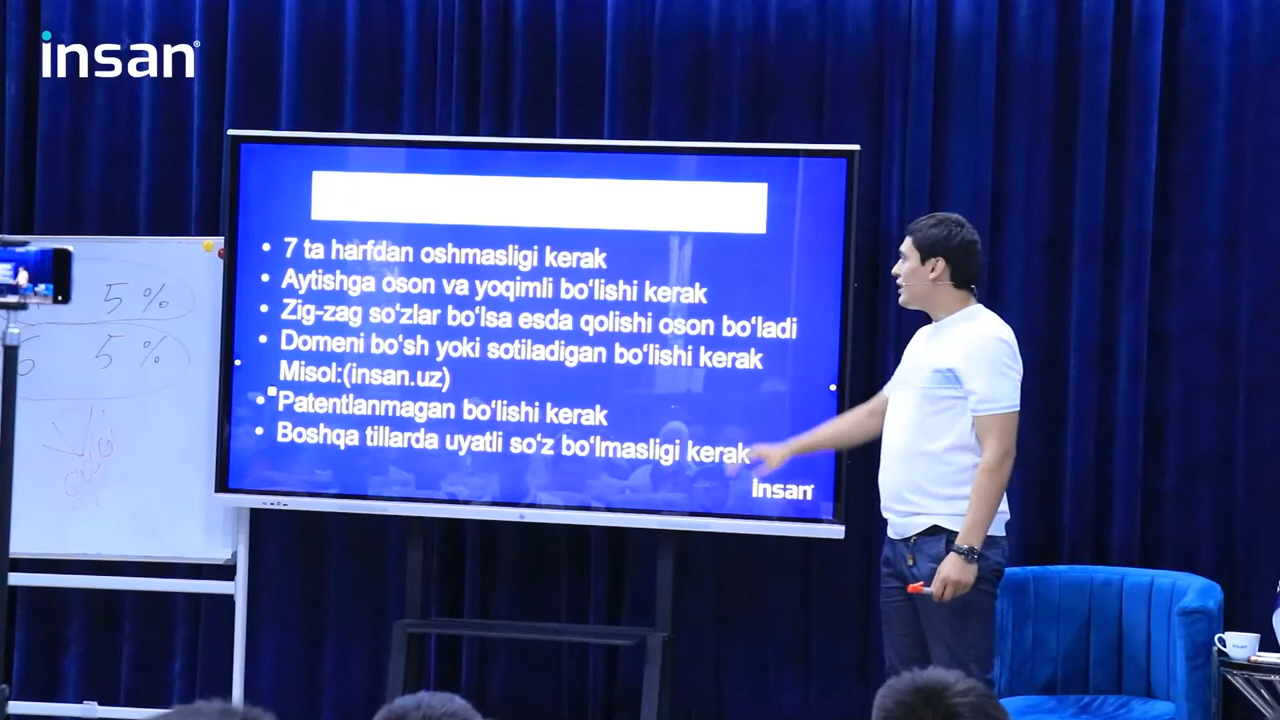 insan
7 ta harfdan oshmasligi kerak
Aytishga oson va yoqimli bo‘lishi kerak
Zig-zag so‘zlar bo‘lsa esda qolishi oson bo‘ladi
Domeni bo‘sh yoki sotiladigan bo‘lishi kerak
Misol:(insan.uz)
Patentlanmagan bo‘lishi kerak
Boshqa tillarda uyatli so‘z bo‘lmasligi kerak
insan
5%
5%